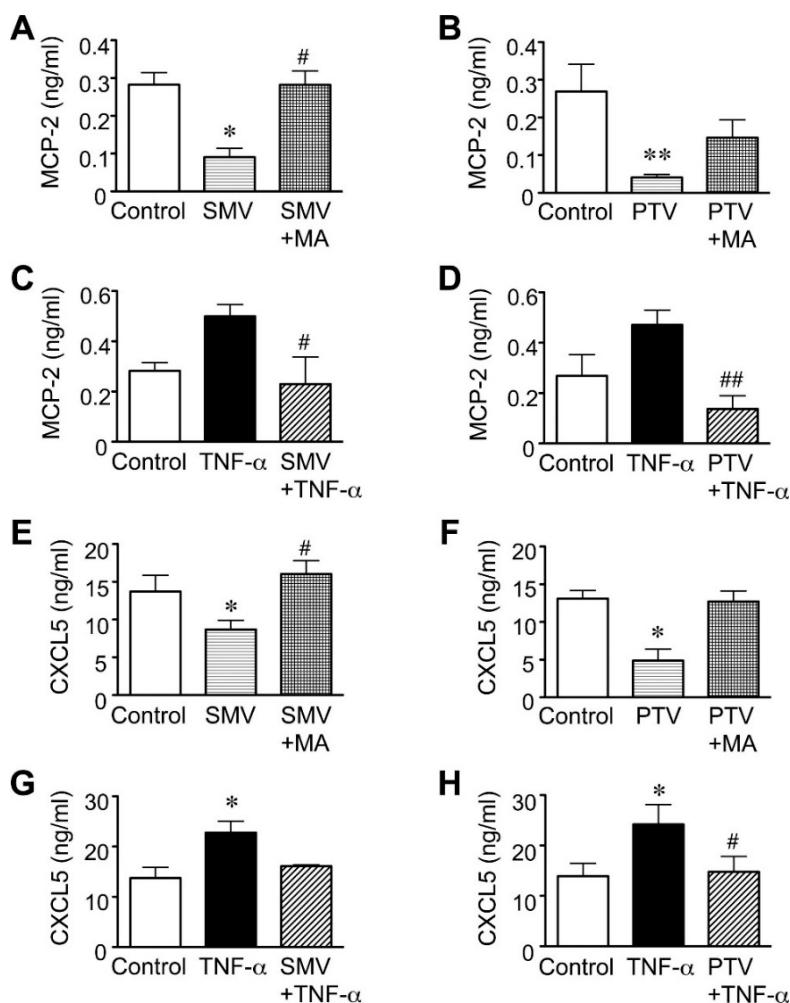 A
MCP-2 (ng/ml)
0.4
0.3
0.2
0.1
0
*
#
Control SMV SMV
+MA
B
MCP-2 (ng/ml)
0.4
0.3
0.2
0.1
0
**
Control PTV PTV
+MA
C
MCP-2 (ng/ml)
0.6
0.4
0.2
0
#
Control TNF-α SMV
+TNF-α
D
MCP-2 (ng/ml)
0.6
0.4
0.2
0
##
Control TNF-α PTV
+TNF-α
E
CXCL5 (ng/ml)
20
15
10
5
0
*
#
Control SMV SMV
+MA
F
CXCL5 (ng/ml)
20
15
10
5
0
*
Control PTV PTV
+MA
G
CXCL5 (ng/ml)
30
20
10
0
*
Control TNF-α SMV
+TNF-α
H
CXCL5 (ng/ml)
30
20
10
0
*
#
Control TNF-α PTV
+TNF-α